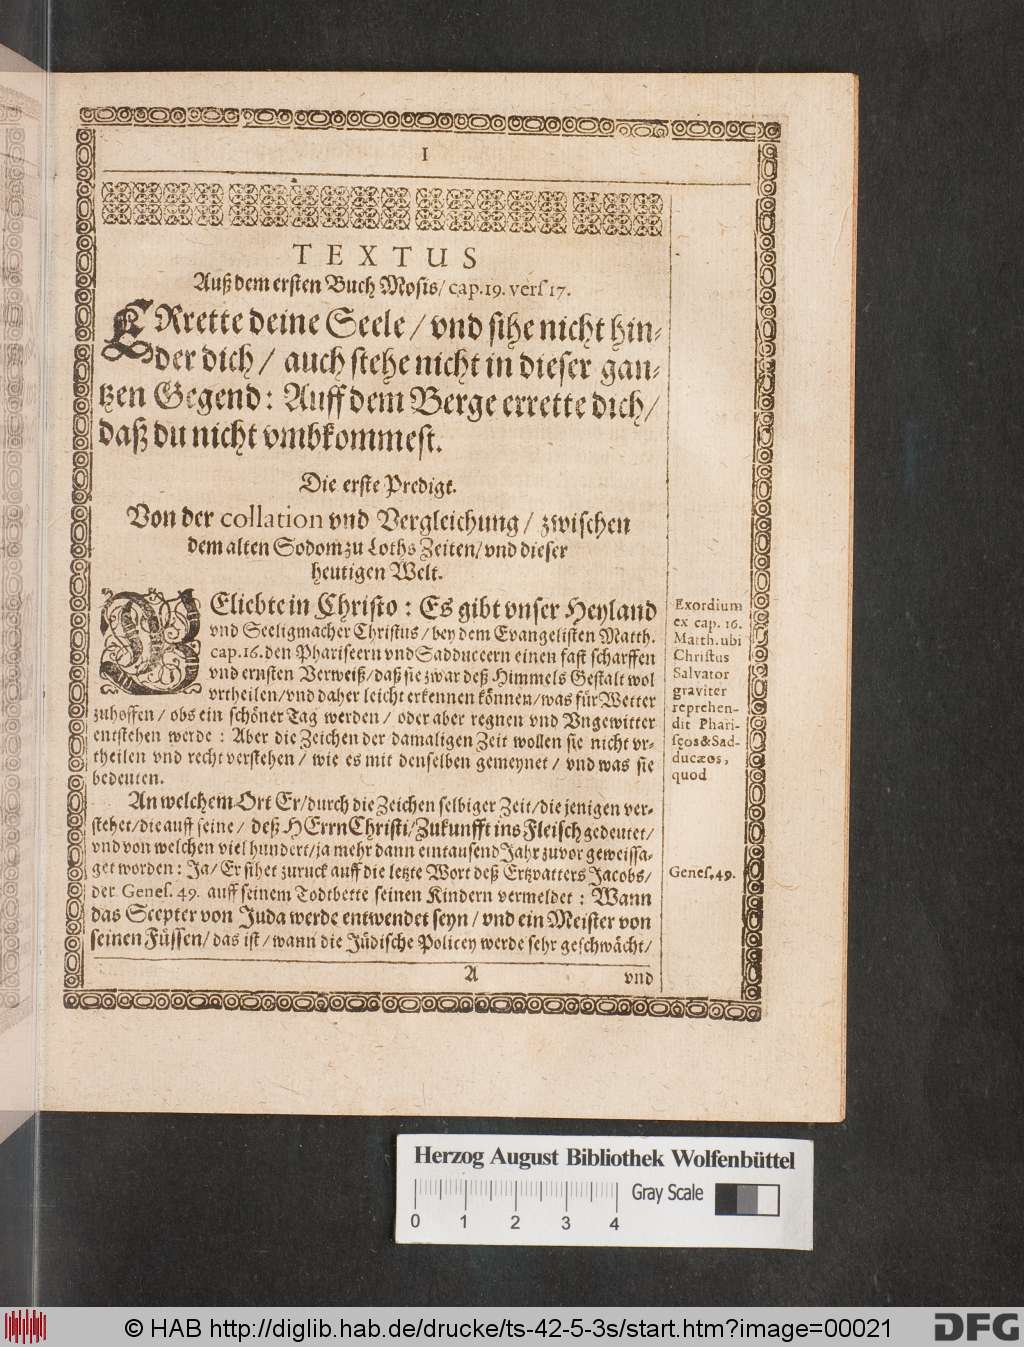 I
TEXTUS
Auß dem ersten Buch Mosis/ cap. 19. vers 17.
ERrette deine Seele / vnd sihe nicht hin-
der dich / auch stehe nicht in dieser gan-
tzen Gegend: Auff dem Berge errette dich/
daß du nicht vmbkommest.
Die erste Predigt.
Von der collation vnd Vergleichung / zwischen
dem alten Sodom zu Loths Zeiten/ vnd dieser
heutigen Welt.
GEliebte in Christo : Es gibt vnser Heyland
vnd Seeligmacher Christus / bey dem Evangelisten Matth.
cap. 16. den Phariseern vnd Sadduceern einen fast scharffen
vnd ernsten Verweiß/ daß sie zwar deß Himmels Gestalt wol
vrtheilen/ vnd daher leicht erkennen können/ was für Wetter
zuhoffen / obs ein schöner Tag werden / oder aber regnen vnd Vngewitter
entstehen werde : Aber die Zeichen der damaligen Zeit wollen sie nicht vr-
theilen vnd recht verstehen / wie es mit denselben gemeynet / vnd was sie
bedeuten.
An welchem Ort Er/ durch die Zeichen selbiger Zeit/ die jenigen ver-
stehet/ die auff seine / deß HErrn Christi/ Zukunfft ins Fleisch gedeutet/
vnd von welchen viel hundert/ ja mehr dann ein tausend Jahr zuvor geweissa-
get worden : Ja/ Er sihet zuruck auff die letzte Wort deß Ertzvatters Jacobs/
der Genes. 49. auff seinem Todtbette seinen Kindern vermeldet : Wann
das Scepter von Juda werde entwendet seyn / vnd ein Meister von
seinen Füssen/ das ist / wann die Jüdische Policey werde sehr geschwächt/
A vnd
Exordium
ex cap. 16.
Matth. ubi
Christus
Salvator
graviter
reprehen-
dit Phari-
sęos & Sad-
ducæos,
quod
Genes. 49.
Herzog August Bibliothek Wolfenbüttel
Gray Scale
0 1 2 3 4
© HAB http://diglib.hab.de/drucke/ts-42-5-3s/start.htm?image=00021
DFG